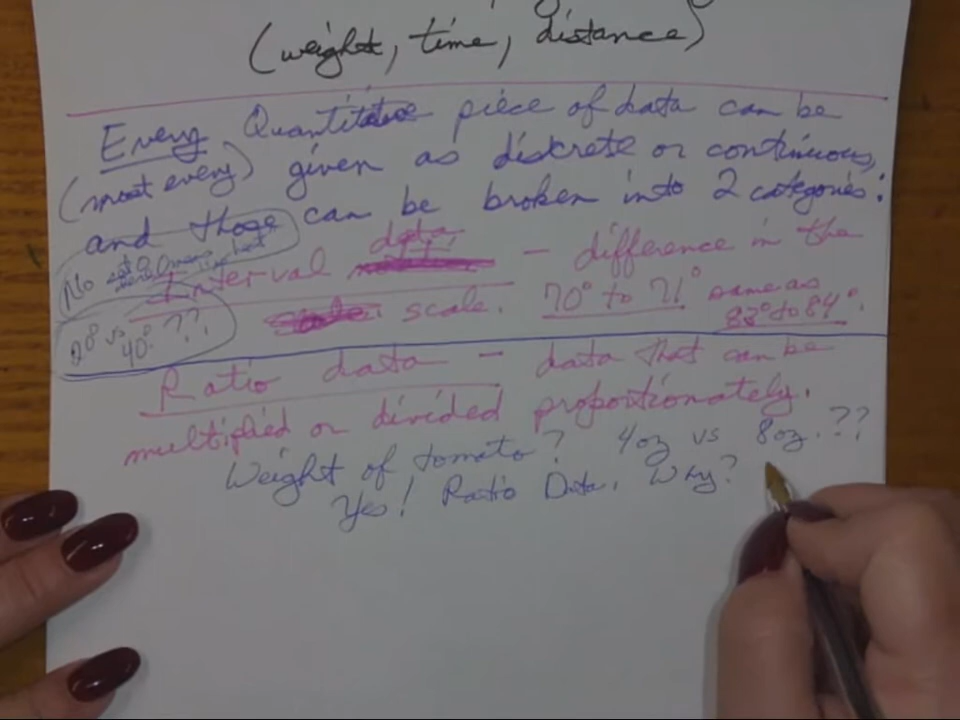 (weight, time, distance)
Every Quantitative piece of data can be
(most every) given as discrete or continuous,
and those can be broken into 2 categories:
Interval data - difference in the
scale. 70° to 71° same as
83° to 84°.
No
20° vs 40° ??
Ratio data - data that can be
multiplied or divided proportionately.
Weight of tomato? 4oz vs 8oz.??
Yes! Ratio Data. Why?